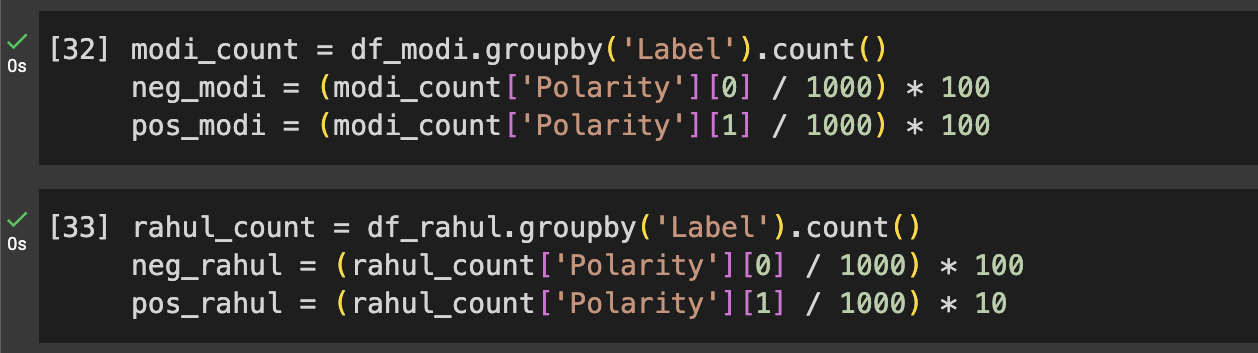 [32] modi_count = df_modi.groupby('Label').count()
neg_modi = (modi_count['Polarity'][0] / 1000) * 100
0s
pos_modi = (modi_count['Polarity'][1] / 1000) * 100
[33] rahul_count = df_rahul.groupby('Label').count()
0s
neg_rahul = (rahul_count['Polarity'][0] / 1000) * 100
pos_rahul = (rahul_count['Polarity'][1] / 1000) * 10